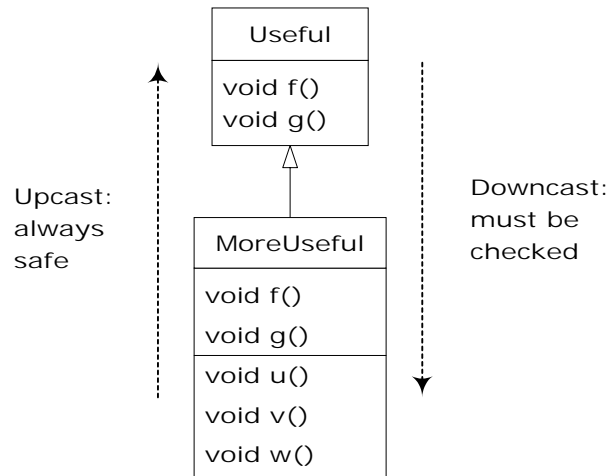 Useful
void f()
void g()
Upcast:
always
safe
Downcast:
must be
checked
MoreUseful
void f()
void g()
void u()
void v()
void w()